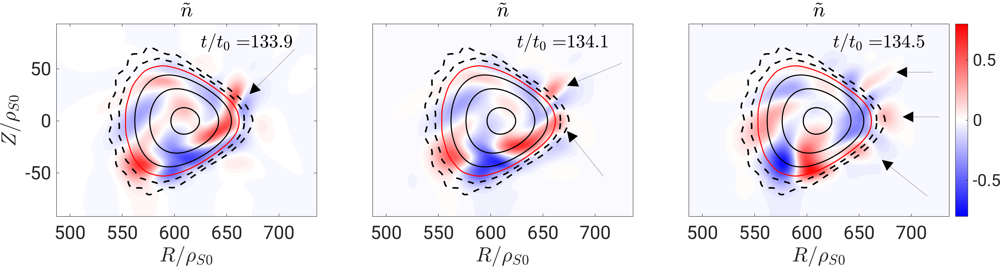 ñ
ñ
ñ
t/t₀ =133.9
t/t₀ =134.1
t/t₀ =134.5
50
0
-50
Z/ρ_S0
0.5
0
-0.5
500 550 600 650 700
500 550 600 650 700
500 550 600 650 700
R/ρ_S0
R/ρ_S0
R/ρ_S0